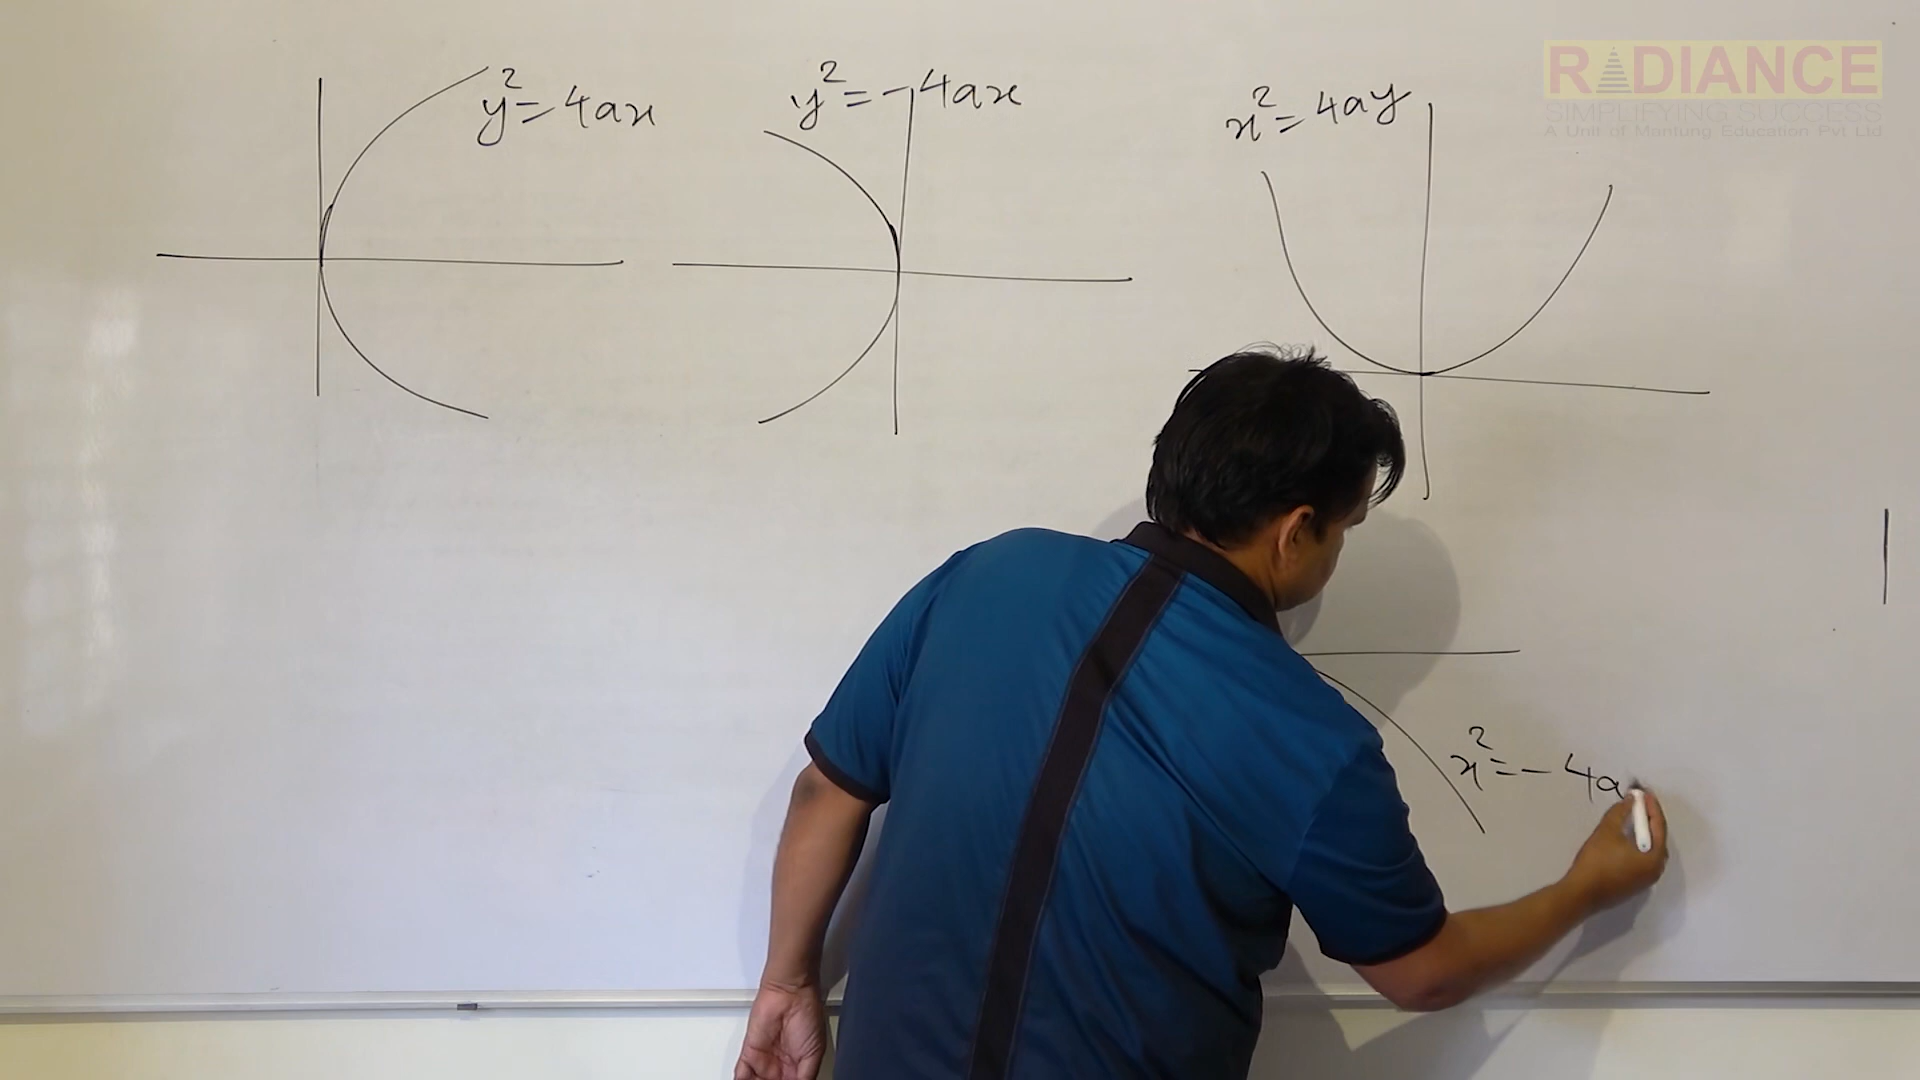 y² = 4ax
y² = -4ax
x² = 4ay
RADIANCE
SIMPLIFYING SUCCESS
A Unit of Mantung Education Pvt Ltd
x² = - 4a